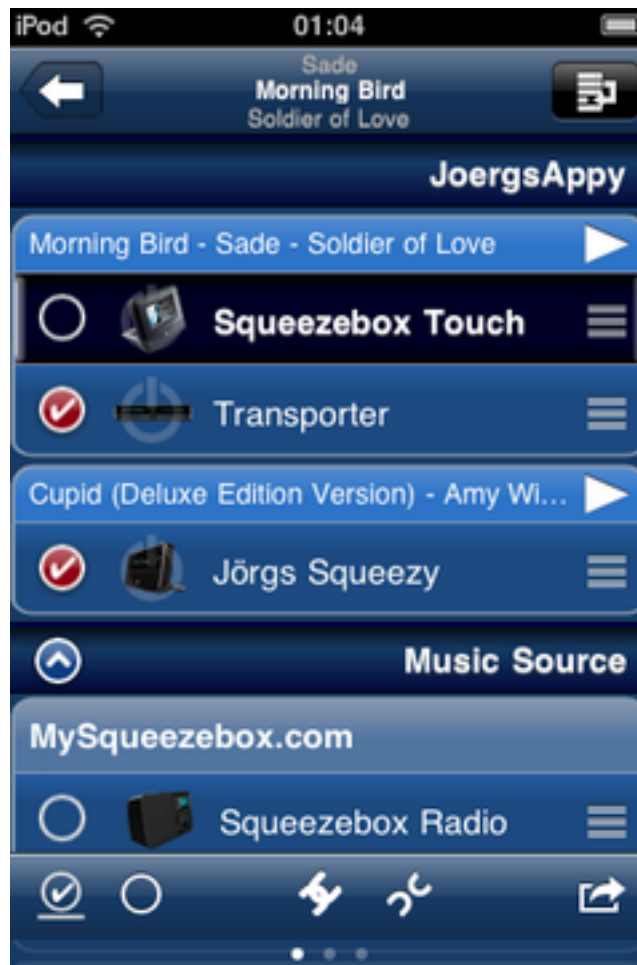 iPod 01:04
Sade
Morning Bird
Soldier of Love
JoergsAppy
Morning Bird - Sade - Soldier of Love
Squeezebox Touch
Transporter
Cupid (Deluxe Edition Version) - Amy Wi...
Jörgs Squeezy
Music Source
MySqueezebox.com
Squeezebox Radio